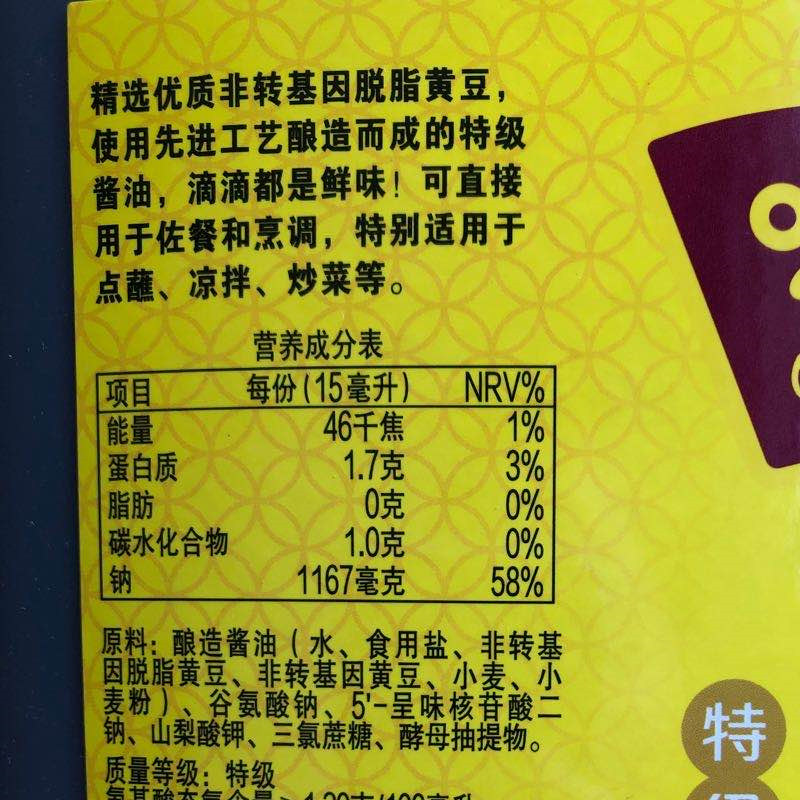 精选优质非转基因脱脂黄豆，
使用先进工艺酿造而成的特级
酱油，滴滴都是鲜味！可直接
用于佐餐和烹调，特别适用于
点蘸、凉拌、炒菜等。
营养成分表
项目 每份(15毫升) NRV%
能量 46千焦 1%
蛋白质 1.7克 3%
脂肪 0克 0%
碳水化合物 1.0克 0%
钠 1167毫克 58%
原料：酿造酱油（水、食用盐、非转基
因脱脂黄豆、非转基因黄豆、小麦、小
麦粉）、谷氨酸钠、5'-呈味核苷酸二
钠、山梨酸钾、三氯蔗糖、酵母抽提物。
质量等级：特级
特